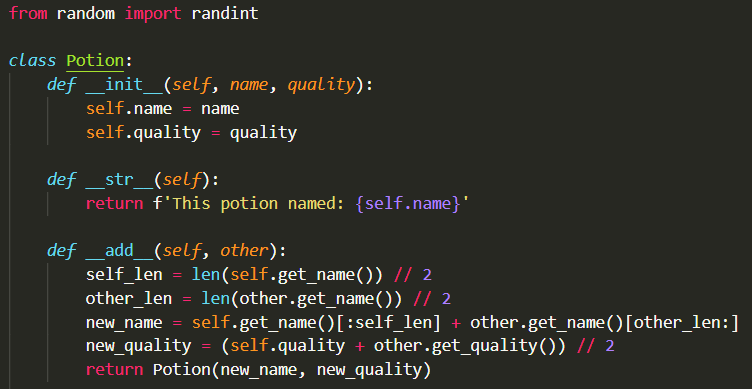 from random import randint
class Potion:
def __init__(self, name, quality):
self.name = name
self.quality = quality
def __str__(self):
return f'This potion named: {self.name}'
def __add__(self, other):
self_len = len(self.get_name()) // 2
other_len = len(other.get_name()) // 2
new_name = self.get_name()[:self_len] + other.get_name()[other_len:]
new_quality = (self.quality + other.get_quality()) // 2
return Potion(new_name, new_quality)